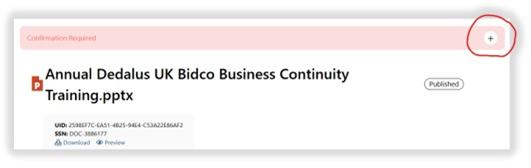 Confirmation Required
+
P
Annual Dedalus UK Bidco Business Continuity
Training.pptx
Published
UID: 2598EF7C-EA51-4B25-94E4-C53A22E86AF2
SSN: DOC-3886177
Download Preview